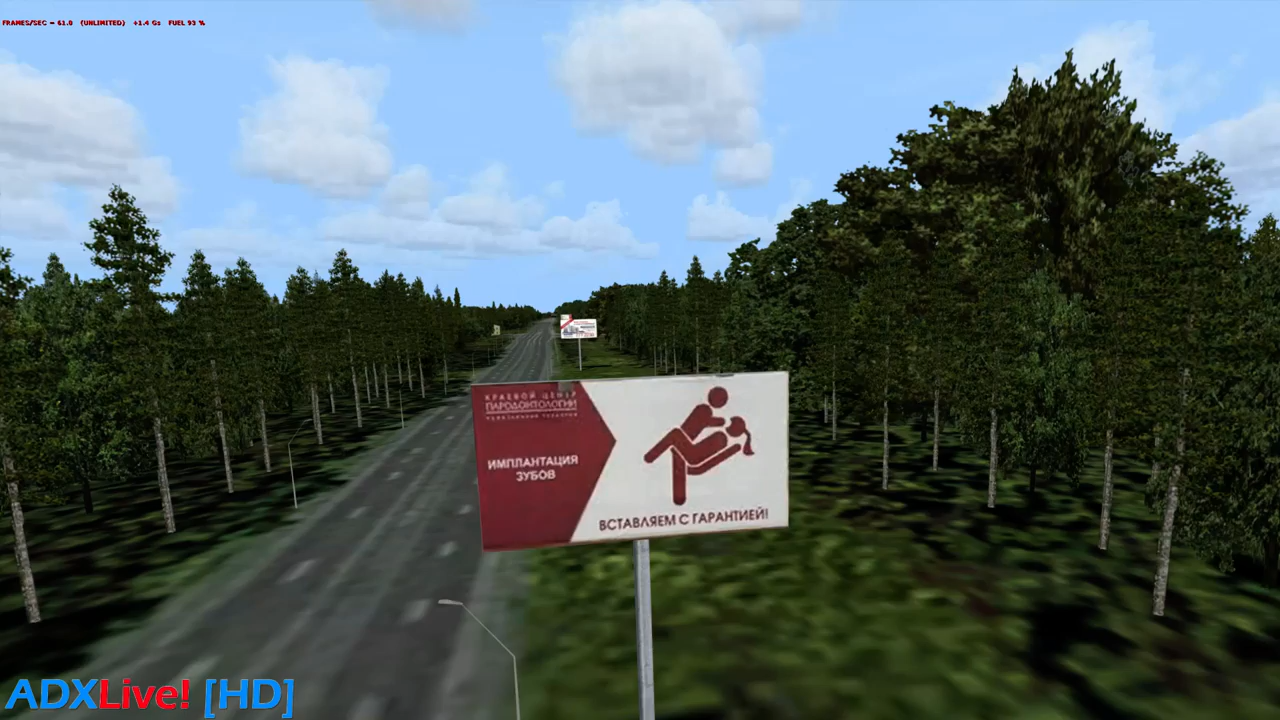 FRAMES/SEC = 61.0 (UNLIMITED) +1.4 Gs FUEL 93 %
КРАЕВОЙ ЦЕНТР
ПАРОДОНТОЛОГИИ
ИМПЛАНТАЦИЯ
ЗУБОВ
ВСТАВЛЯЕМ С ГАРАНТИЕЙ!
ADXLive! [HD]